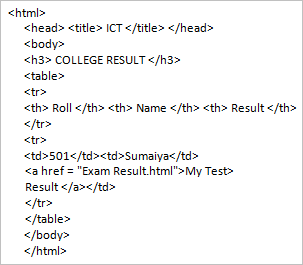 <html>
<head> <title> ICT </title> </head>
<body>
<h3> COLLEGE RESULT </h3>
<table>
<tr>
<th> Roll </th> <th> Name </th> <th> Result </th>
</tr>
<tr>
<td>501</td><td>Sumaiya</td>
<a href = "Exam Result.html">My Test>
Result </a></td>
</tr>
</table>
</body>
</html>